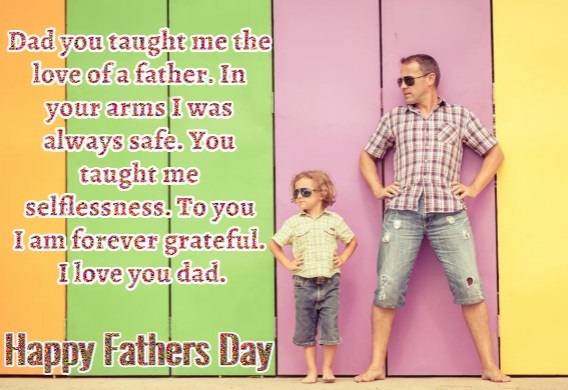 Dad you taught me the
love of a father. In
your arms I was
always safe. You
taught me
selflessness. To you
I am forever grateful.
I love you dad.
Happy Fathers Day